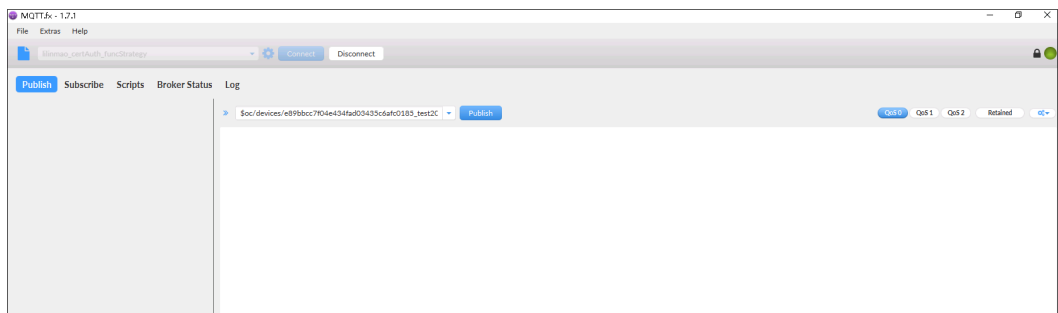 MQTT.fx - 1.7.1
File Extras Help
Connect Disconnect
Publish Subscribe Scripts Broker Status Log
$oc/devices/e89bbcc7f04e434fad03435c6afc0185_test20 Publish QoS 0 QoS 1 QoS 2 Retained